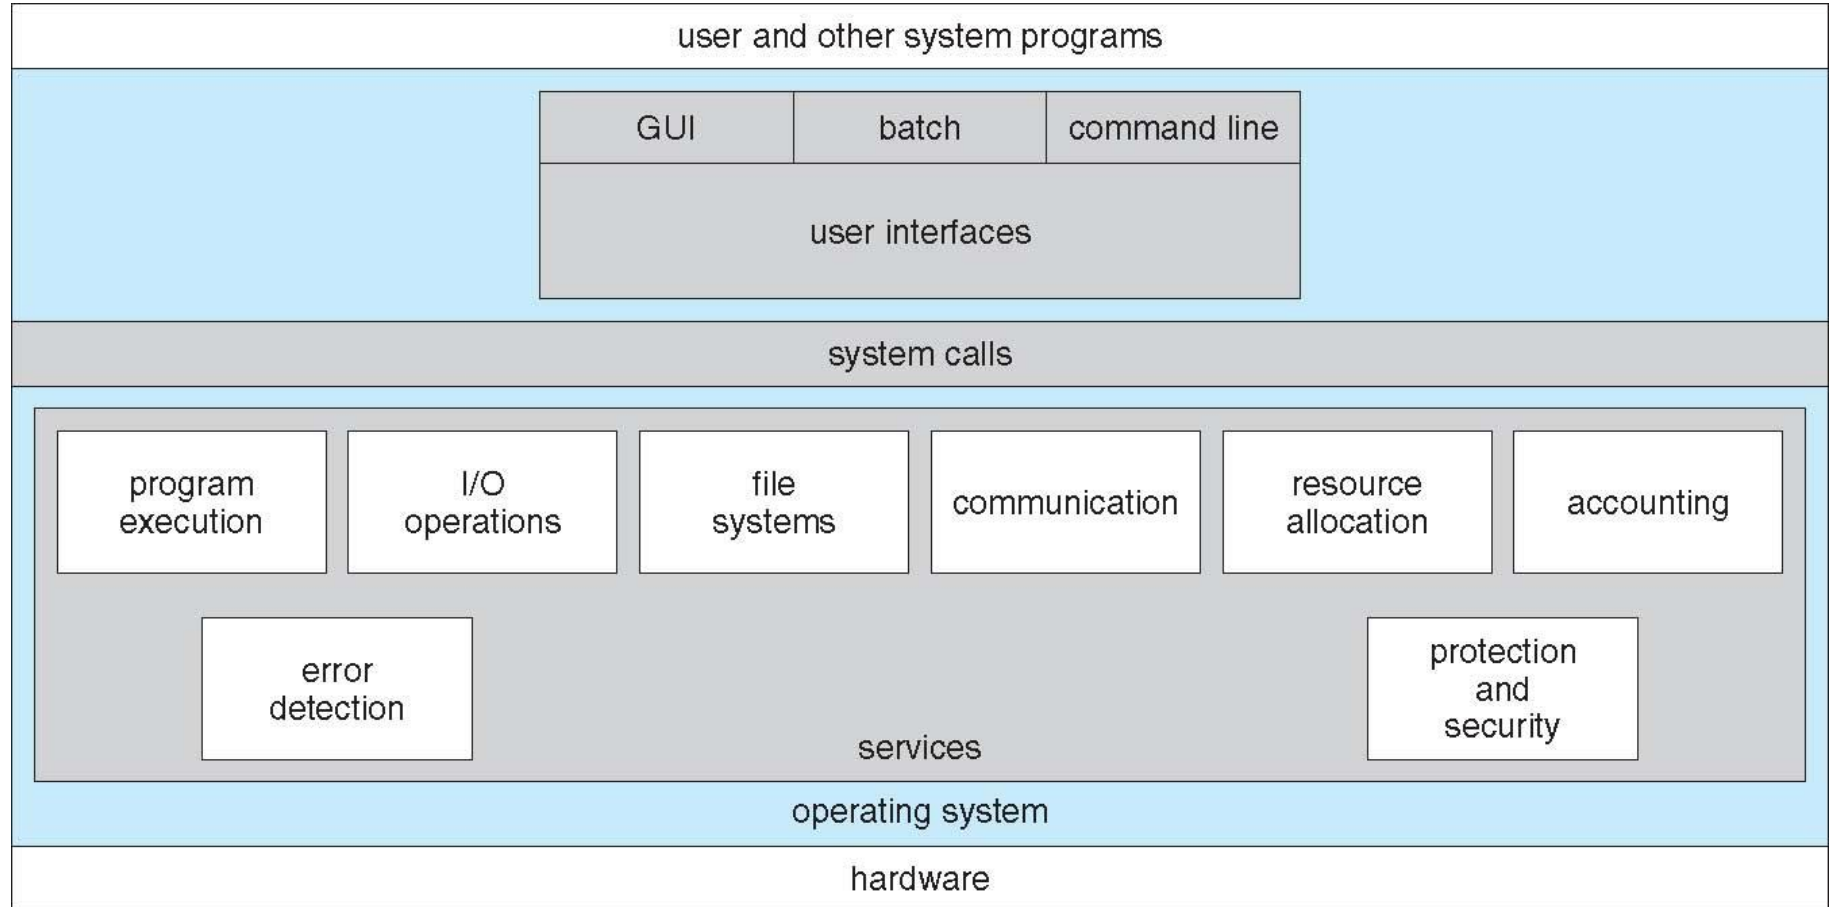 user and other system programs
GUI
batch
command line
user interfaces
system calls
program
execution
I/O
operations
file
systems
communication
resource
allocation
accounting
error
detection
protection
and
security
services
operating system
hardware